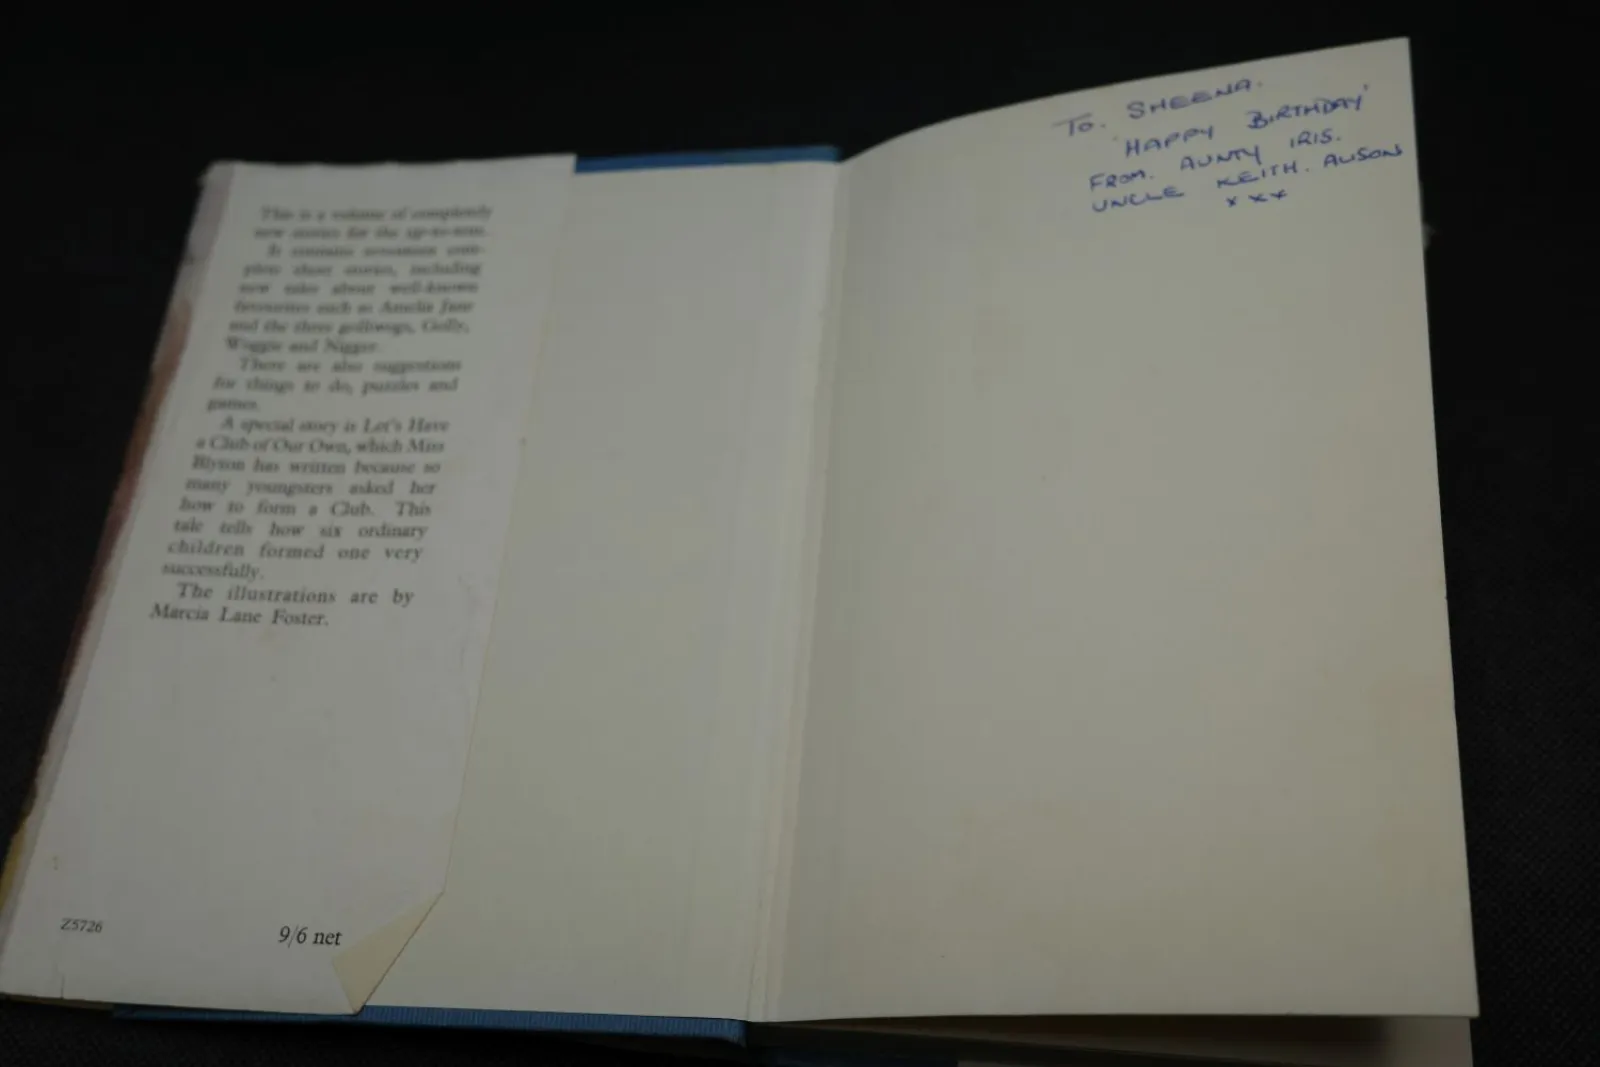 This is a volume of completely
new stories for the up-to-tens.
It contains seventeen com-
plete short stories, including
new tales about well-known
favourites such as Amelia Jane
and the three golliwogs, Golly,
Woggie and Nigger.
There are also suggestions
for things to do, puzzles and
games.
A special story is Let's Have
a Club of Our Own, which Miss
Blyton has written because so
many youngsters asked her
how to form a Club. This
tale tells how six ordinary
children formed one very
successfully.
The illustrations are by
Marcia Lane Foster.
Z5726
9/6 net
To. SHEENA.
'HAPPY BIRTHDAY'
FROM. AUNTY IRIS.
UNCLE KEITH. ALISON
x x x